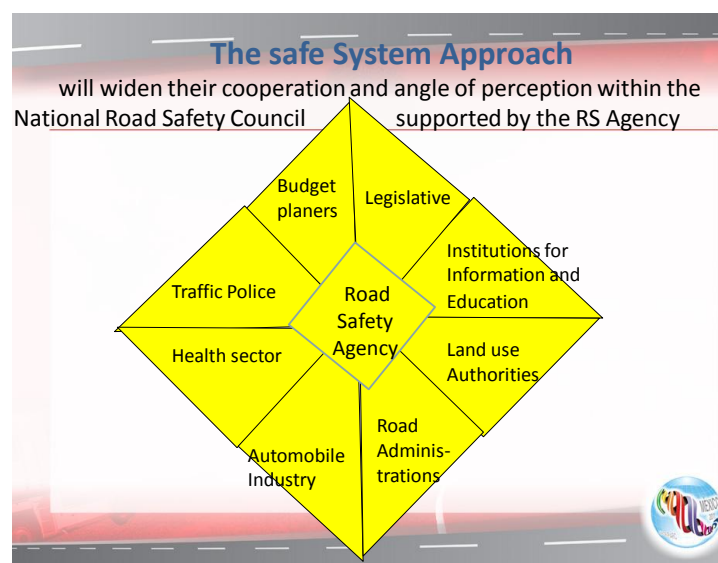 The safe System Approach
will widen their cooperation and angle of perception within the
National Road Safety Council supported by the RS Agency
Budget
planers
Legislative
Institutions for
Information and
Education
Traffic Police
Road
Safety
Agency
Health sector
Land use
Authorities
Automobile
Industry
Road
Adminis-
trations
MEXICO